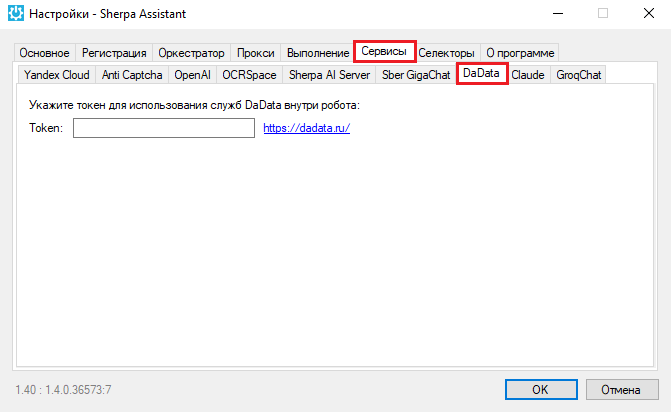 Настройки - Sherpa Assistant
Основное Регистрация Оркестратор Прокси Выполнение Сервисы Селекторы О программе
Yandex Cloud Anti Captcha OpenAI OCRSpace Sherpa AI Server Sber GigaChat DaData Claude GroqChat
Укажите токен для использования служб DaData внутри робота:
Token: https://dadata.ru/
1.40 : 1.4.0.36573:7 OK Отмена